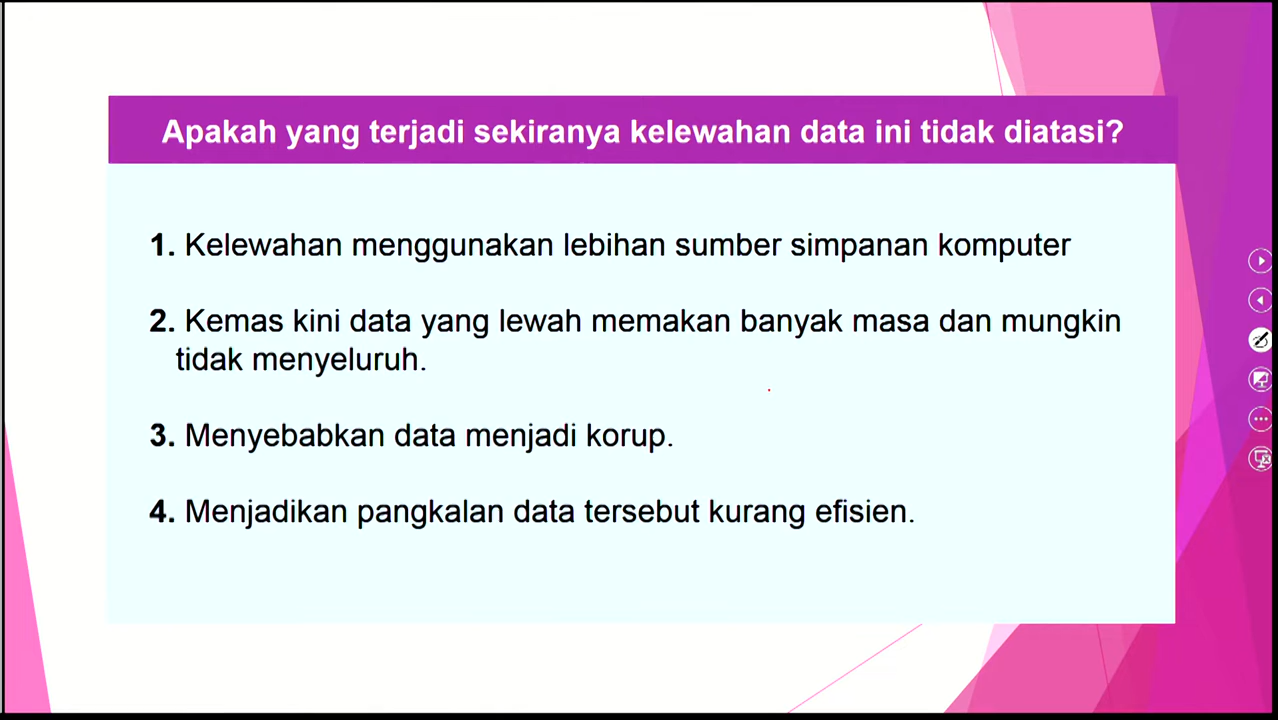 Apakah yang terjadi sekiranya kelewahan data ini tidak diatasi?
1. Kelewahan menggunakan lebihan sumber simpanan komputer
2. Kemas kini data yang lewah memakan banyak masa dan mungkin
tidak menyeluruh.
3. Menyebabkan data menjadi korup.
4. Menjadikan pangkalan data tersebut kurang efisien.